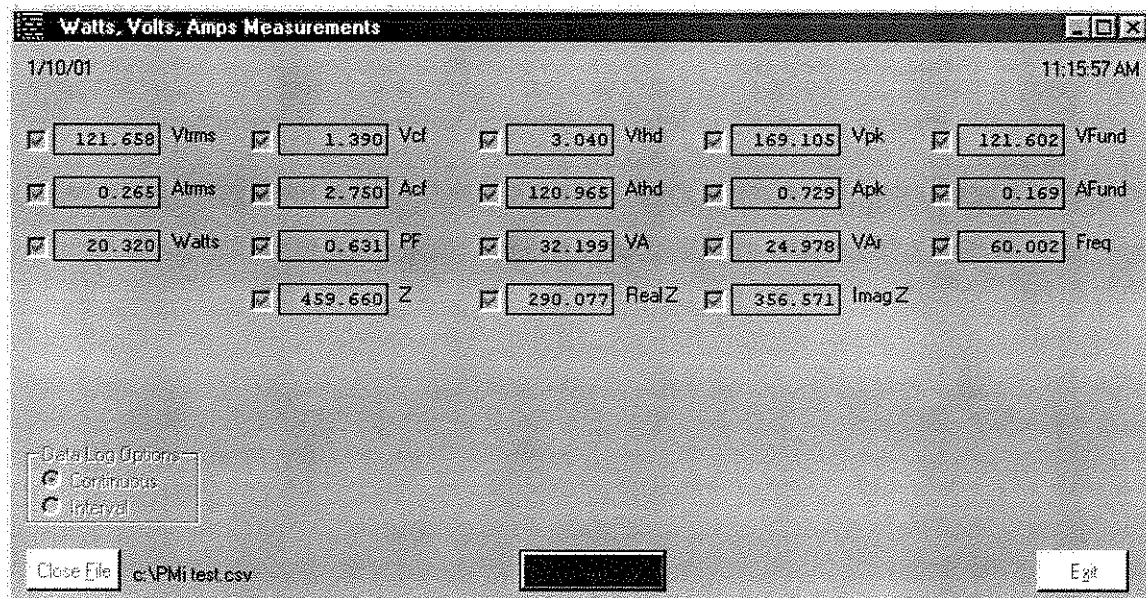 Watts, Volts, Amps Measurements
1/10/01 11:15:57 AM
121.658 Vtrms 1.390 Vcf 3.040 Vthd 169.105 Vpk 121.602 VFund
0.265 Atrms 2.750 Acf 120.965 Athd 0.729 Apk 0.169 AFund
20.320 Watts 0.631 PF 32.199 VA 24.978 VAr 60.002 Freq
459.660 Z 290.077 Real Z 356.571 Imag Z
Data Log Options
Continuous
Interval
Close File c:\PMi test.csv Exit